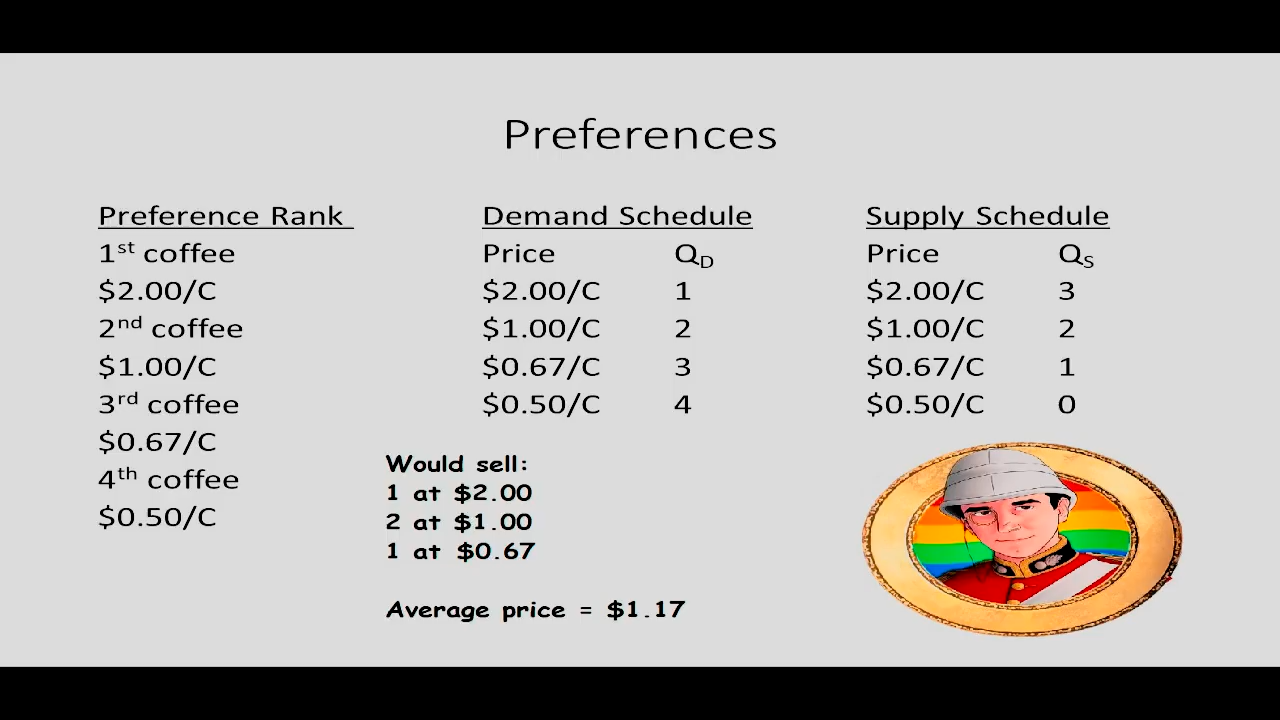 Preferences
Preference Rank
1st coffee
$2.00/C
2nd coffee
$1.00/C
3rd coffee
$0.67/C
4th coffee
$0.50/C
Demand Schedule
Price QD
$2.00/C 1
$1.00/C 2
$0.67/C 3
$0.50/C 4
Supply Schedule
Price QS
$2.00/C 3
$1.00/C 2
$0.67/C 1
$0.50/C 0
Would sell:
1 at $2.00
2 at $1.00
1 at $0.67
Average price = $1.17